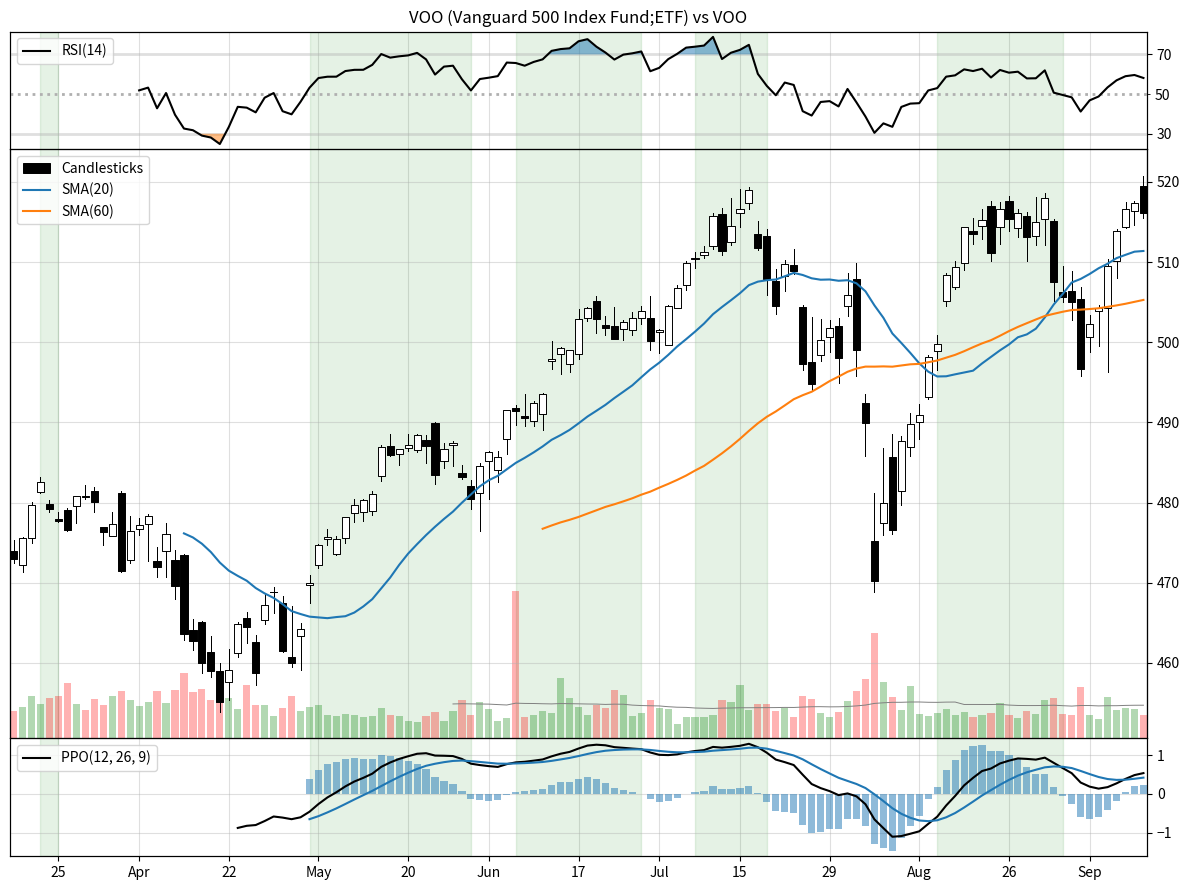 VOO (Vanguard 500 Index Fund;ETF) vs VOO
RSI(14)
70
50
30
Candlesticks
SMA(20)
SMA(60)
520
510
500
490
480
470
460
PPO(12, 26, 9)
1
0
−1
25 Apr 22 May 20 Jun 17 Jul 15 29 Aug 26 Sep